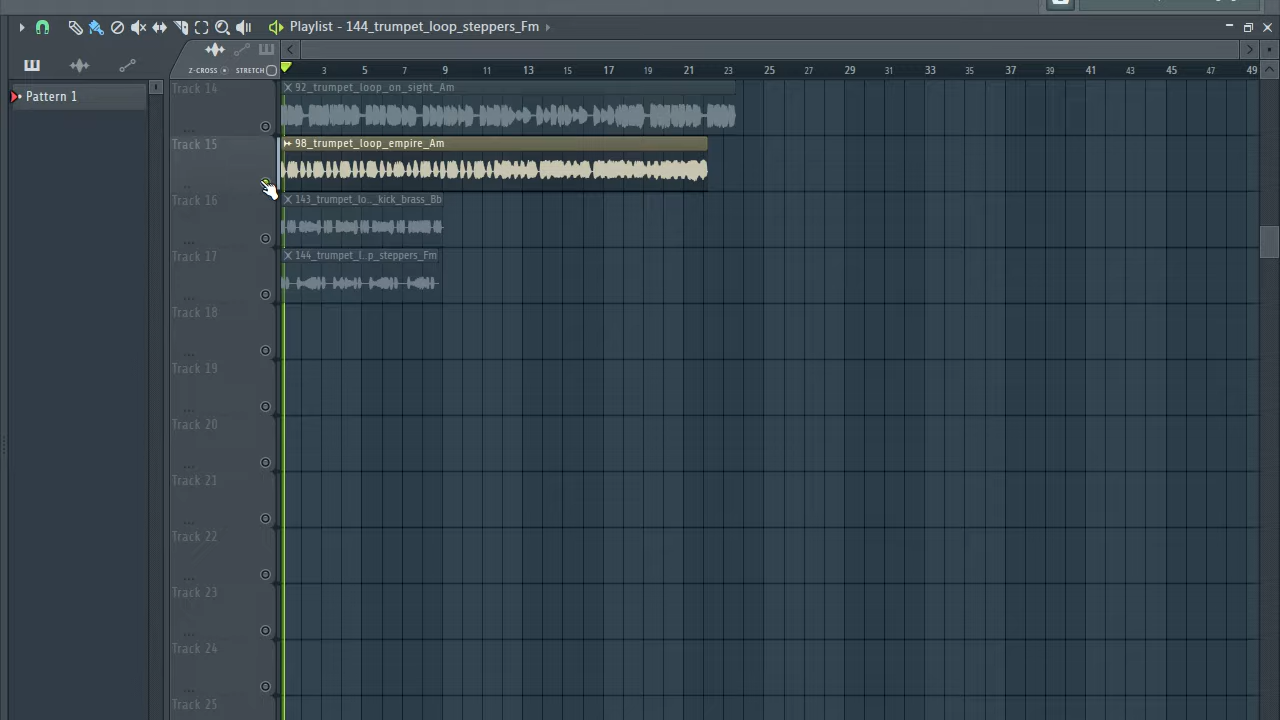 Playlist - 144_trumpet_loop_steppers_Fm
Z-CROSS STRETCH
3 5 7 9 11 13 15 17 19 21 23 25 27 29 31 33 35 37 39 41 43 45 47 49
Pattern 1
Track 14
92_trumpet_loop_on_sight_Am
Track 15
98_trumpet_loop_empire_Am
Track 16
143_trumpet_lo..._kick_brass_Bb
Track 17
144_trumpet_l...p_steppers_Fm
Track 18
Track 19
Track 20
Track 21
Track 22
Track 23
Track 24
Track 25